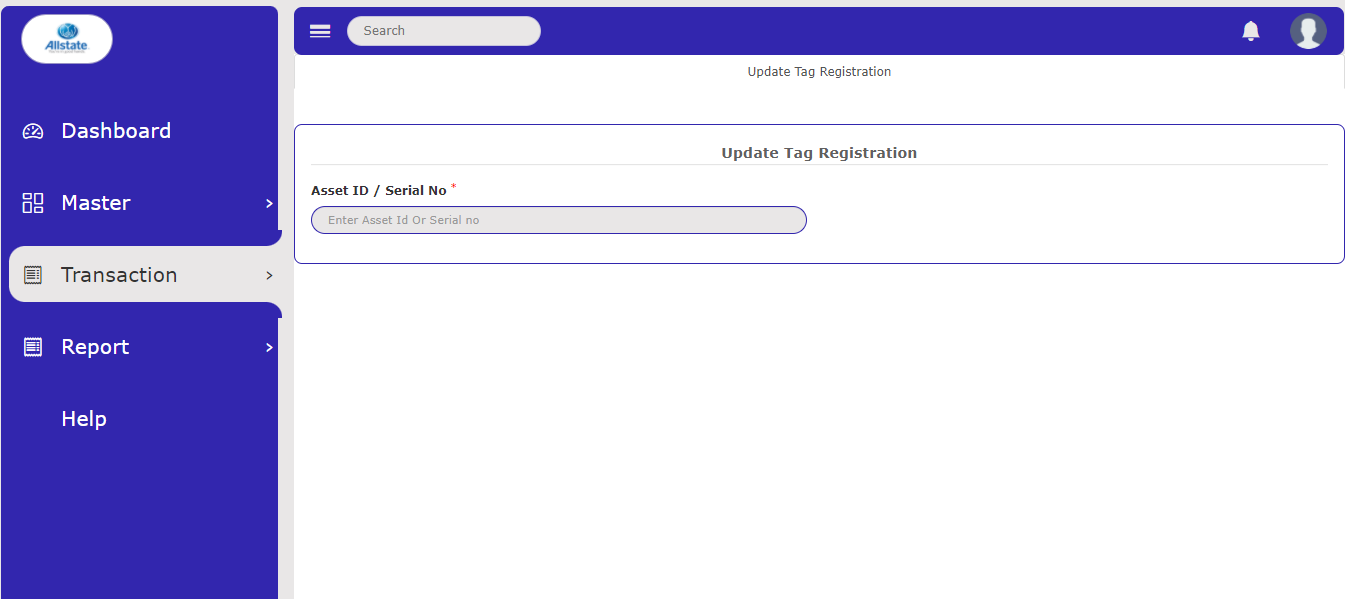 Allstate
Search
Update Tag Registration
Dashboard
Master
Transaction
Report
Help
Update Tag Registration
Asset ID / Serial No *
Enter Asset Id Or Serial no